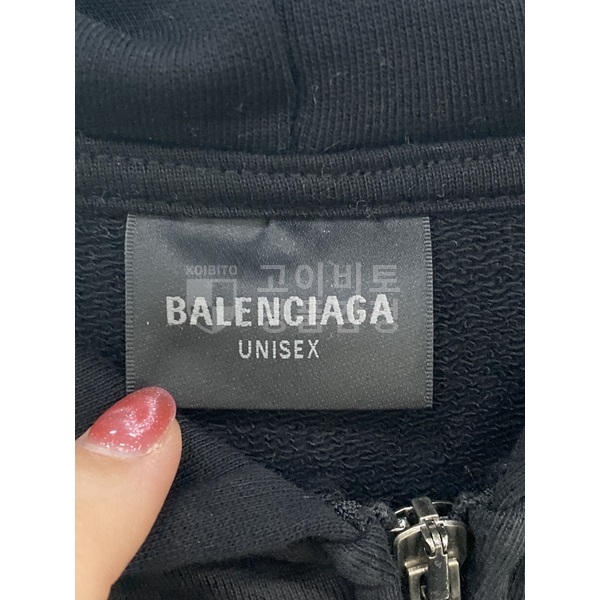 KOIBITO
고이비토
BALENCIAGA
UNISEX